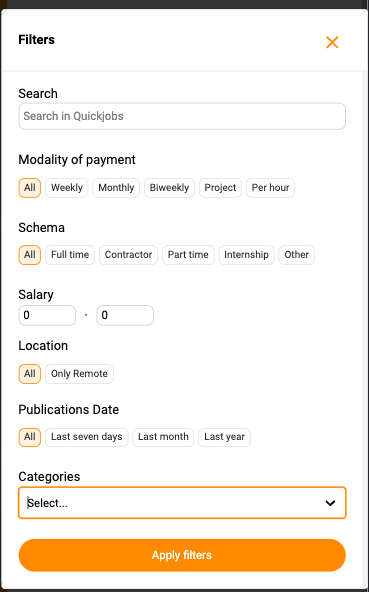 Filters
Search
Search in Quickjobs
Modality of payment
All Weekly Monthly Biweekly Project Per hour
Schema
All Full time Contractor Part time Internship Other
Salary
0 · 0
Location
All Only Remote
Publications Date
All Last seven days Last month Last year
Categories
Select...
Apply filters